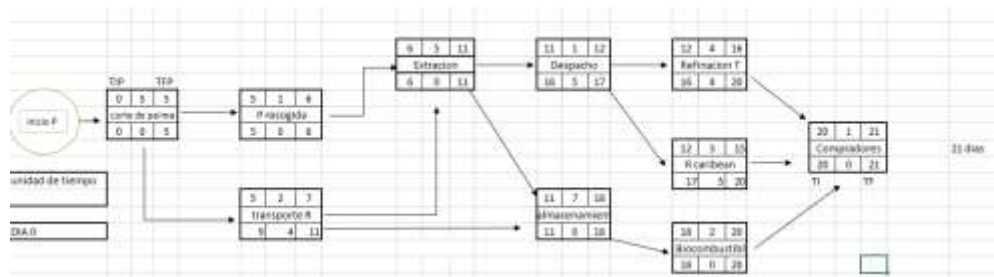 TIP TFP
inicio P
0 5 5
corte de palma
0 0 5
5 1 6
P recogida
5 0 6
6 5 11
Extracion
6 0 11
11 1 12
Despacho
16 5 17
12 4 16
Refinacion T
16 4 20
12 3 15
R caribean
17 5 20
20 1 21
Compradores
20 0 21
TI TF
21 dias
unidad de tiempo
DIA 0
5 2 7
transporte R
9 4 11
11 7 18
almasenamien
11 0 18
18 2 20
Biocombustibl
18 0 20